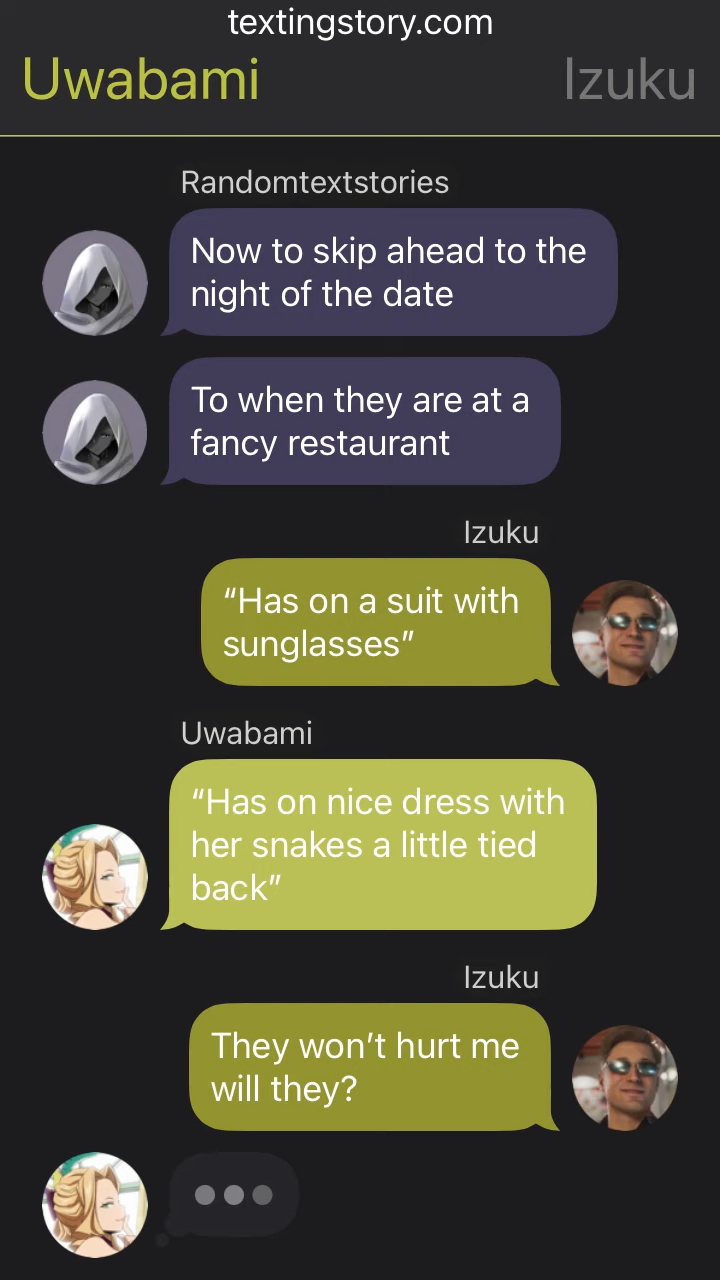 textingstory.com
Uwabami
Izuku
Randomtextstories
Now to skip ahead to the
night of the date
To when they are at a
fancy restaurant
Izuku
“Has on a suit with
sunglasses”
Uwabami
“Has on nice dress with
her snakes a little tied
back”
Izuku
They won’t hurt me
will they?